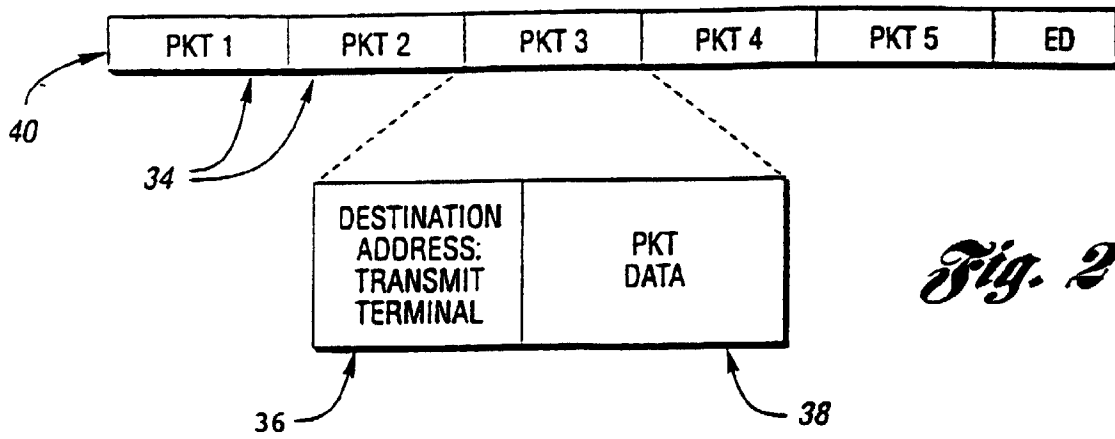 PKT 1 PKT 2 PKT 3 PKT 4 PKT 5 ED
40
34
DESTINATION
ADDRESS:
TRANSMIT
TERMINAL
PKT
DATA
Fig. 2
36
38